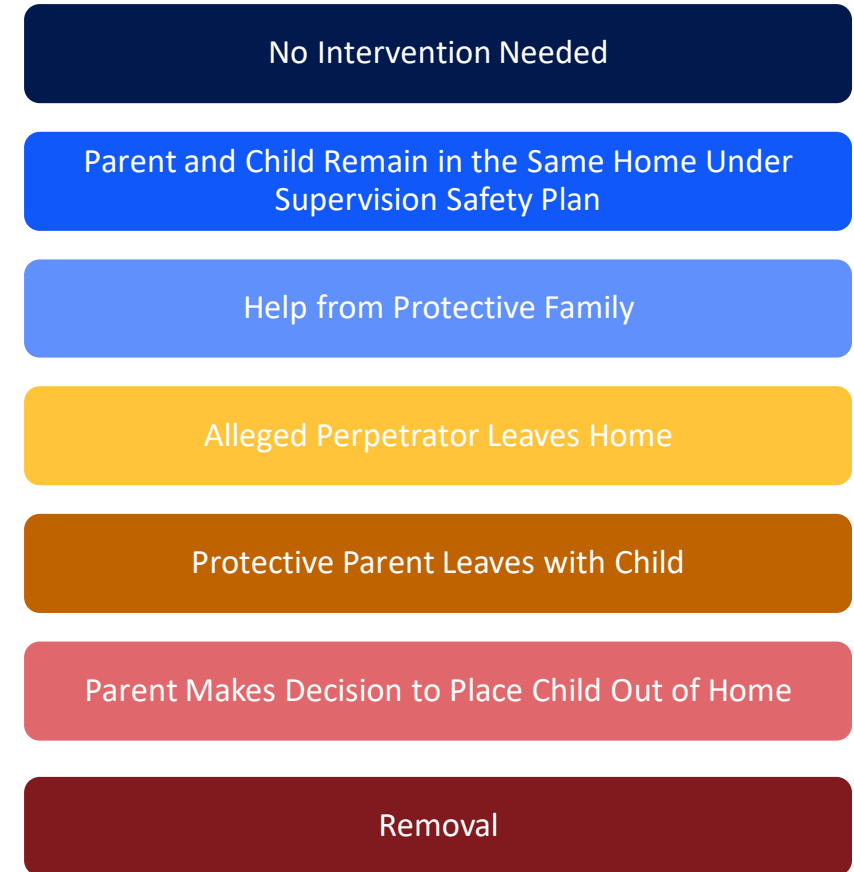 No Intervention Needed
Parent and Child Remain in the Same Home Under
Supervision Safety Plan
Help from Protective Family
Alleged Perpetrator Leaves Home
Protective Parent Leaves with Child
Parent Makes Decision to Place Child Out of Home
Removal